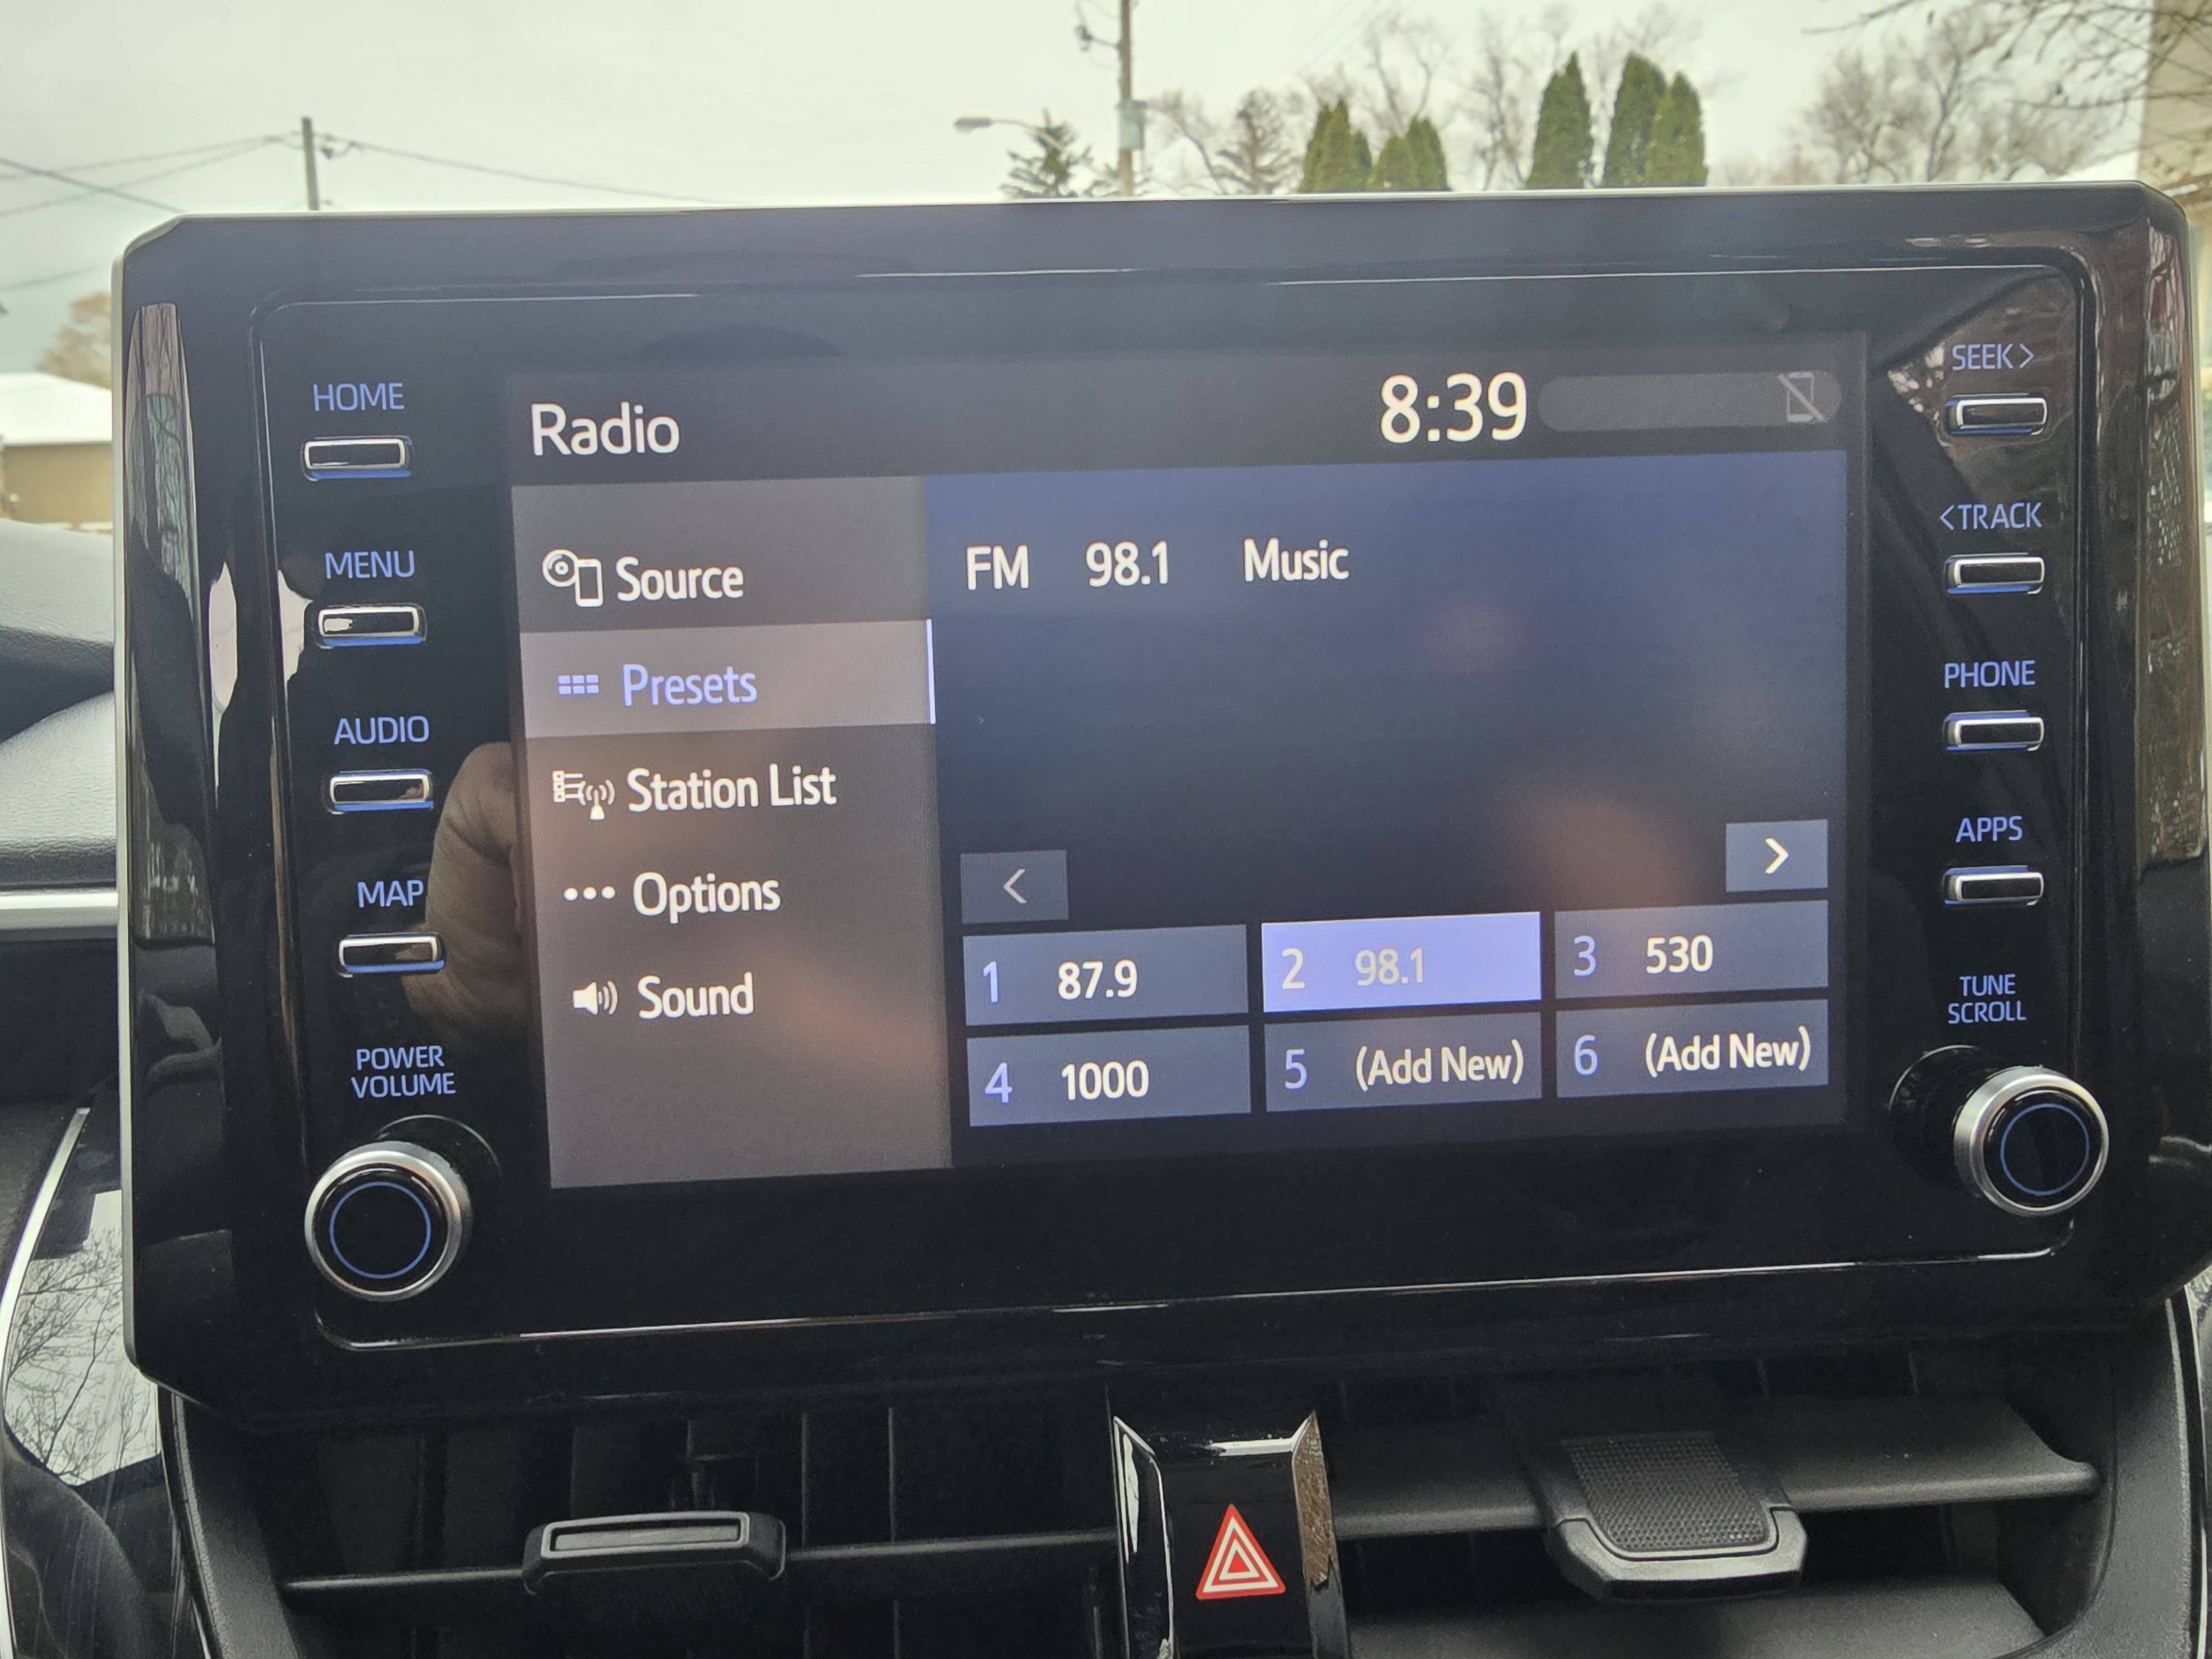 HOME
MENU
AUDIO
MAP
POWER
VOLUME
Radio
8:39
Source
Presets
Station List
Options
Sound
FM 98.1 Music
<
>
1 87.9
2 98.1
3 530
4 1000
5 (Add New)
6 (Add New)
SEEK>
<TRACK
PHONE
APPS
TUNE
SCROLL